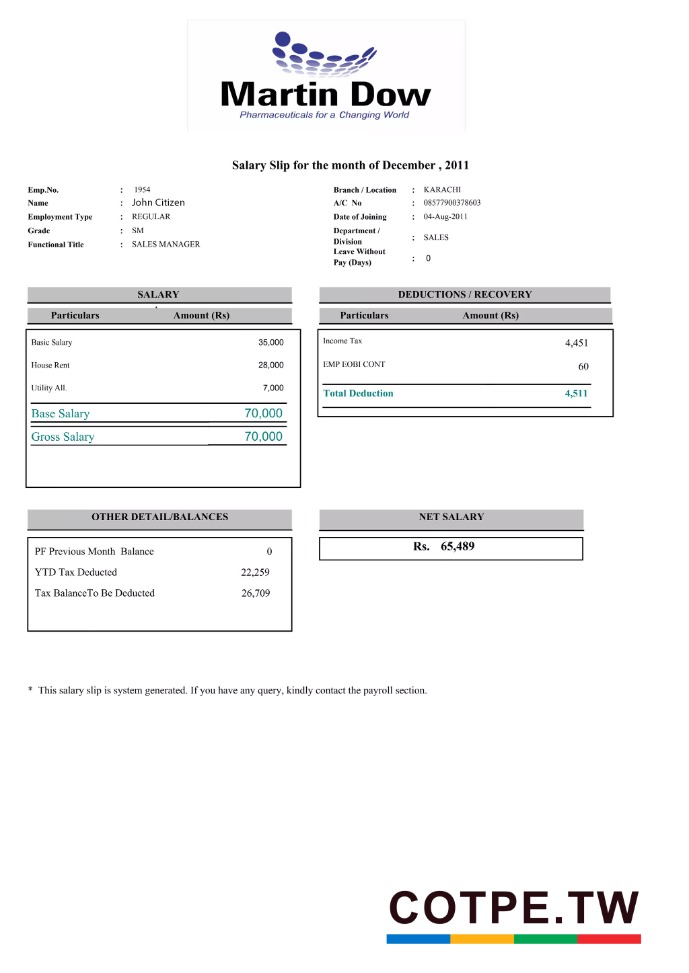 Martin Dow
Pharmaceuticals for a Changing World
Salary Slip for the month of December , 2011
Emp.No. : 1954
Name : John Citizen
Employment Type : REGULAR
Grade : SM
Functional Title : SALES MANAGER
Branch / Location : KARACHI
A/C No : 08577900378603
Date of Joining : 04-Aug-2011
Department / Division : SALES
Leave Without Pay (Days) : 0
SALARY
Particulars Amount (Rs)
Basic Salary 35,000
House Rent 28,000
Utility All. 7,000
Base Salary 70,000
Gross Salary 70,000
DEDUCTIONS / RECOVERY
Particulars Amount (Rs)
Income Tax 4,451
EMP EOBI CONT 60
Total Deduction 4,511
OTHER DETAIL/BALANCES
PF Previous Month Balance 0
YTD Tax Deducted 22,259
Tax BalanceTo Be Deducted 26,709
NET SALARY
Rs. 65,489
* This salary slip is system generated. If you have any query, kindly contact the payroll section.
COTPE.TW